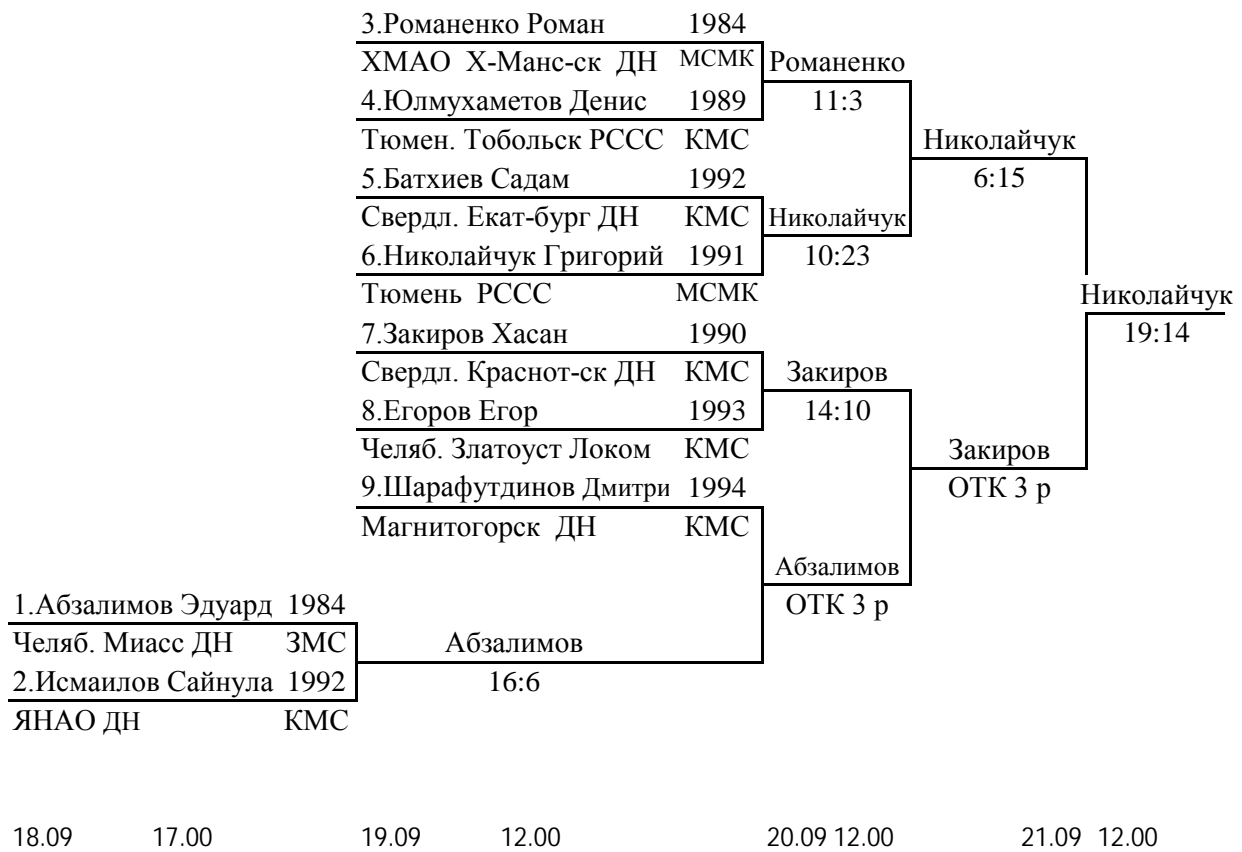 3.Романенко Роман 1984
ХМАО Х-Манс-ск ДН МСМК Романенко
4.Юлмухаметов Денис 1989 11:3
Тюмен. Тобольск РССС КМС Николайчук
5.Батхиев Садам 1992 6:15
Свердл. Екат-бург ДН КМС Николайчук
6.Николайчук Григорий 1991 10:23
Тюмень РССС МСМК Николайчук
7.Закиров Хасан 1990 19:14
Свердл. Краснот-ск ДН КМС Закиров
8.Егоров Егор 1993 14:10
Челяб. Златоуст Локом КМС Закиров
9.Шарафутдинов Дмитри 1994 ОТК 3 р
Магнитогорск ДН КМС
Абзалимов
1.Абзалимов Эдуард 1984 ОТК 3 р
Челяб. Миасс ДН ЗМС Абзалимов
2.Исмаилов Сайнула 1992 16:6
ЯНАО ДН КМС
18.09 17.00 19.09 12.00 20.09 12.00 21.09 12.00